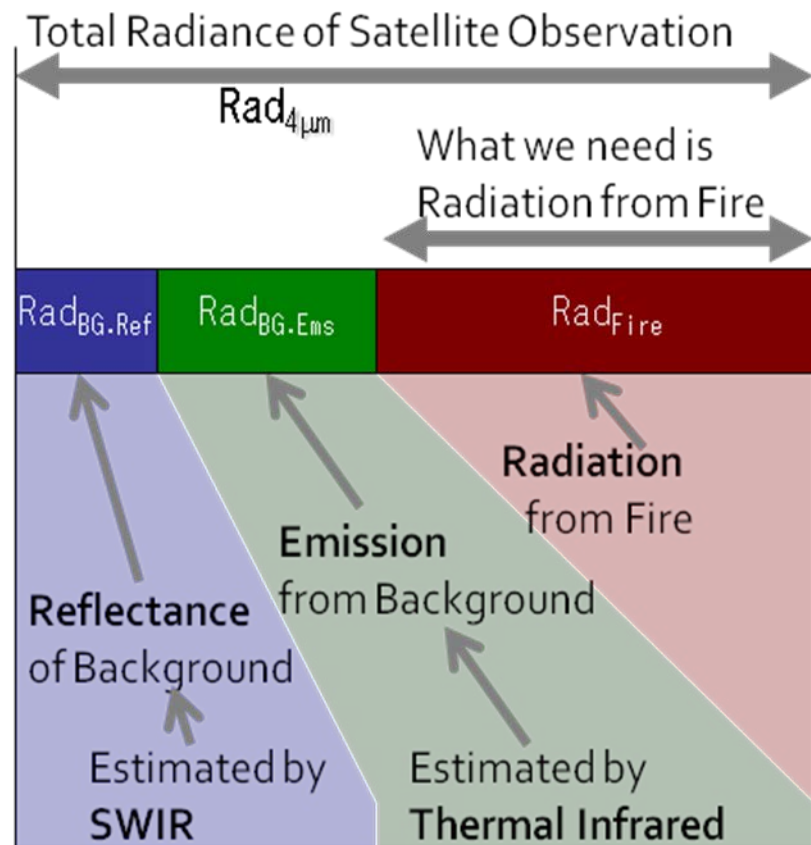 Total Radiance of Satellite Observation
Rad4μm
What we need is
Radiation from Fire
RadBG.Ref
RadBG.Ems
RadFire
Radiation
from Fire
Emission
from Background
Reflectance
of Background
Estimated by
SWIR
Estimated by
Thermal Infrared